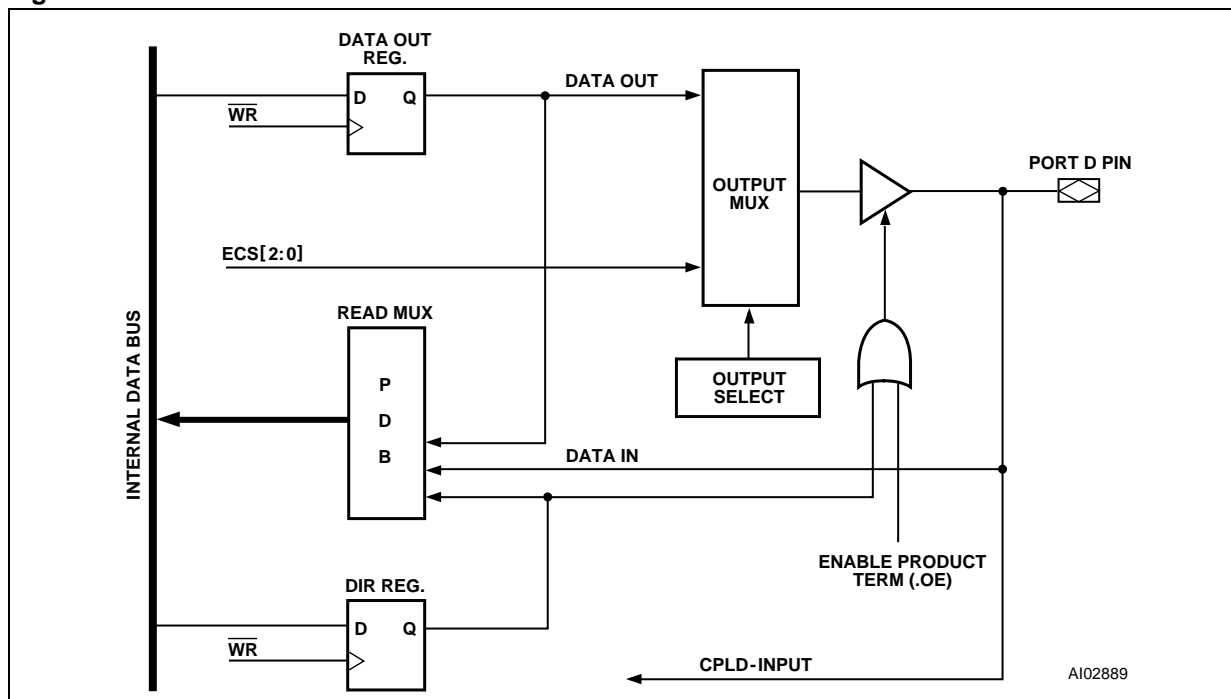 DATA OUT
REG.
D Q
WR
DATA OUT
OUTPUT
MUX
PORT D PIN
ECS[2:0]
READ MUX
P
D
B
OUTPUT
SELECT
INTERNAL DATA BUS
DATA IN
ENABLE PRODUCT
TERM (.OE)
DIR REG.
D Q
WR
CPLD-INPUT
AI02889